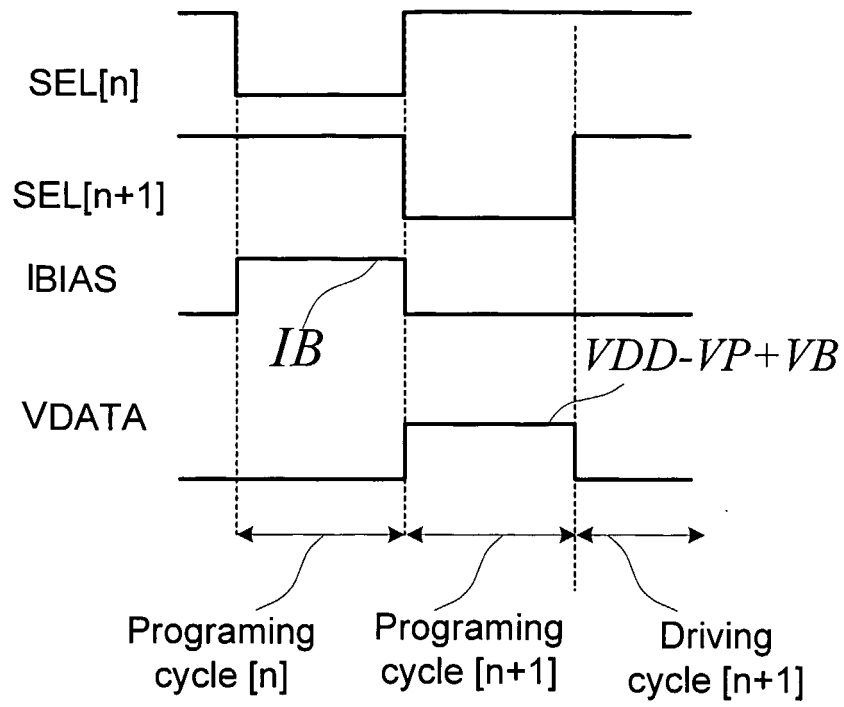 SEL[n]
SEL[n+1]
IBIAS
IB
VDD-VP+VB
VDATA
Programing
cycle [n]
Programing
cycle [n+1]
Driving
cycle [n+1]